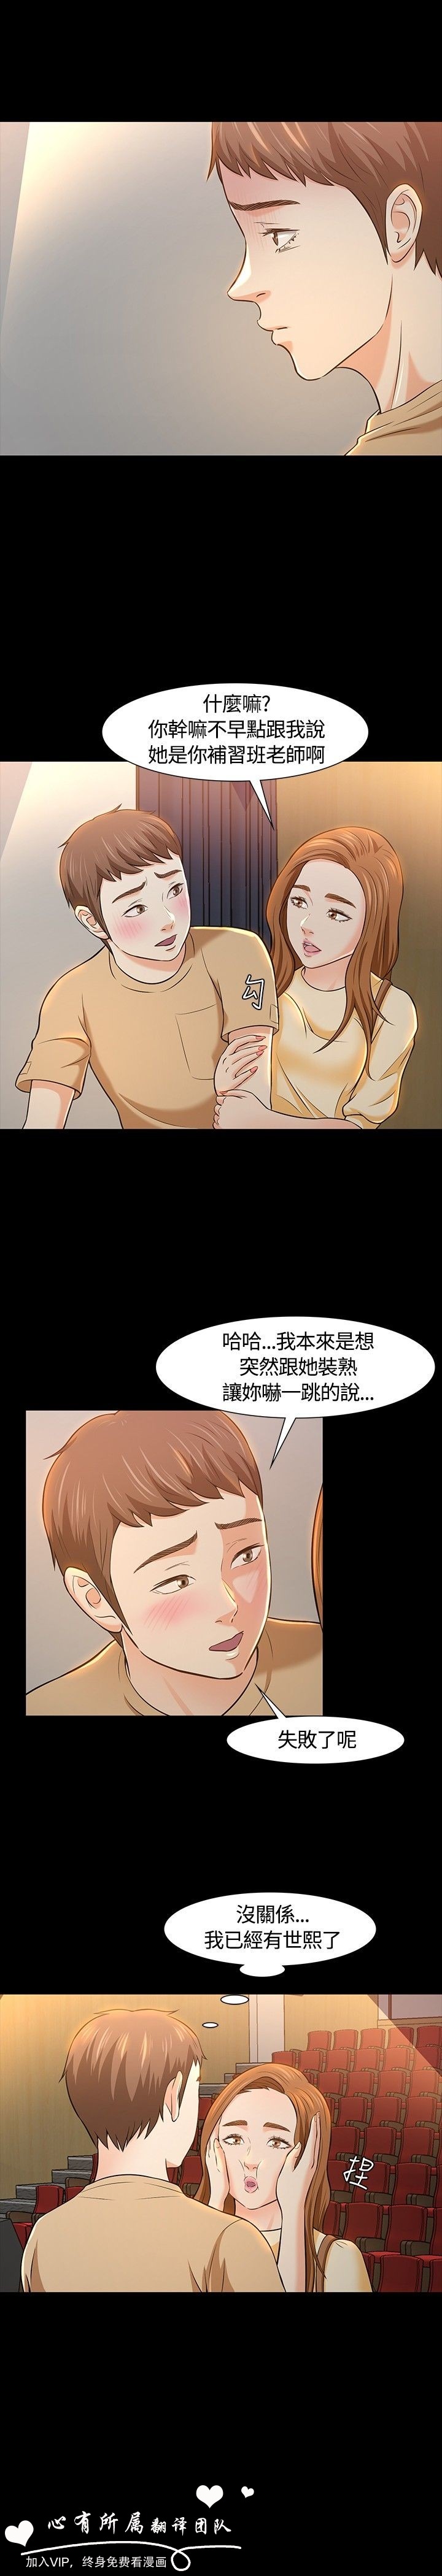 什麼嘛?
你幹嘛不早點跟我說
她是你補習班老師啊
勾
哈哈...我本來是想
突然跟她裝熟
讓妳嚇一跳的說...
失敗了呢
沒關係...
我已經有世熙了
捏
心有所属翻译团队
加入VIP，终身免费看漫画